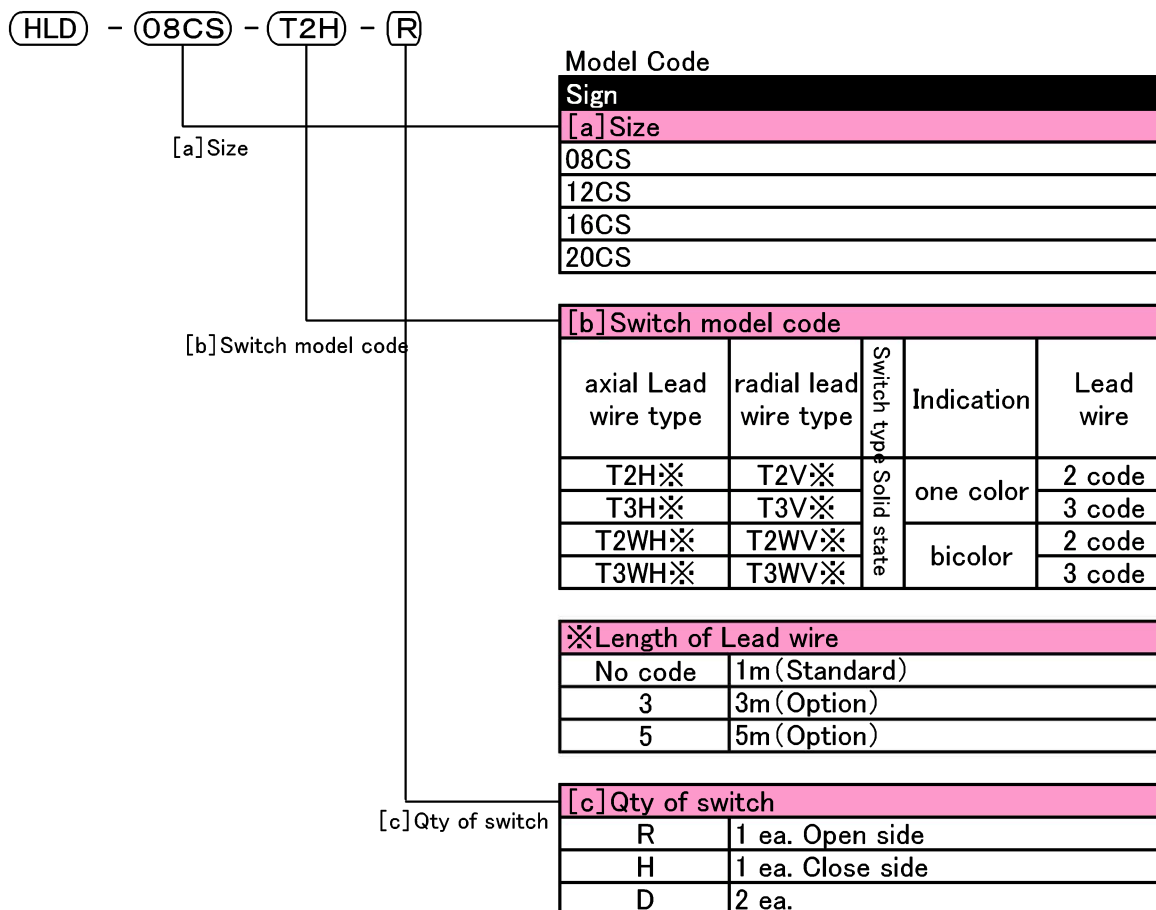 HLD - 08CS - T2H - R
Model Code
Sign
[a]Size
[a]Size
08CS
12CS
16CS
20CS
[b]Switch model code
[b]Switch model code
axial Lead wire type radial lead wire type Switch type Indication Lead wire
T2H※ T2V※ Solid state one color 2 code
T3H※ T3V※ 3 code
T2WH※ T2WV※ bicolor 2 code
T3WH※ T3WV※ 3 code
※Length of Lead wire
No code 1m(Standard)
3 3m(Option)
5 5m(Option)
[c]Qty of switch
[c]Qty of switch
R 1 ea. Open side
H 1 ea. Close side
D 2 ea.